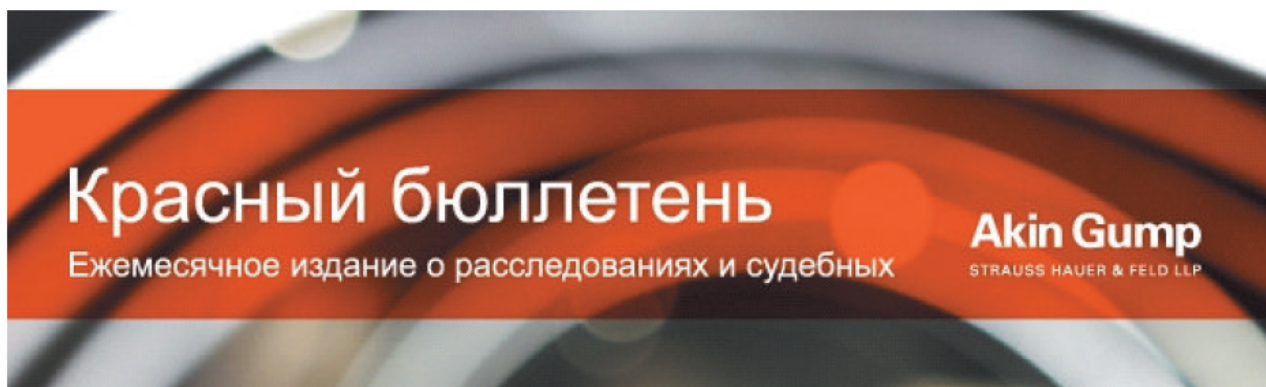 Красный бюллетень
Ежемесячное издание о расследованиях и судебных
Akin Gump
STRAUSS HAUER & FELD LLP